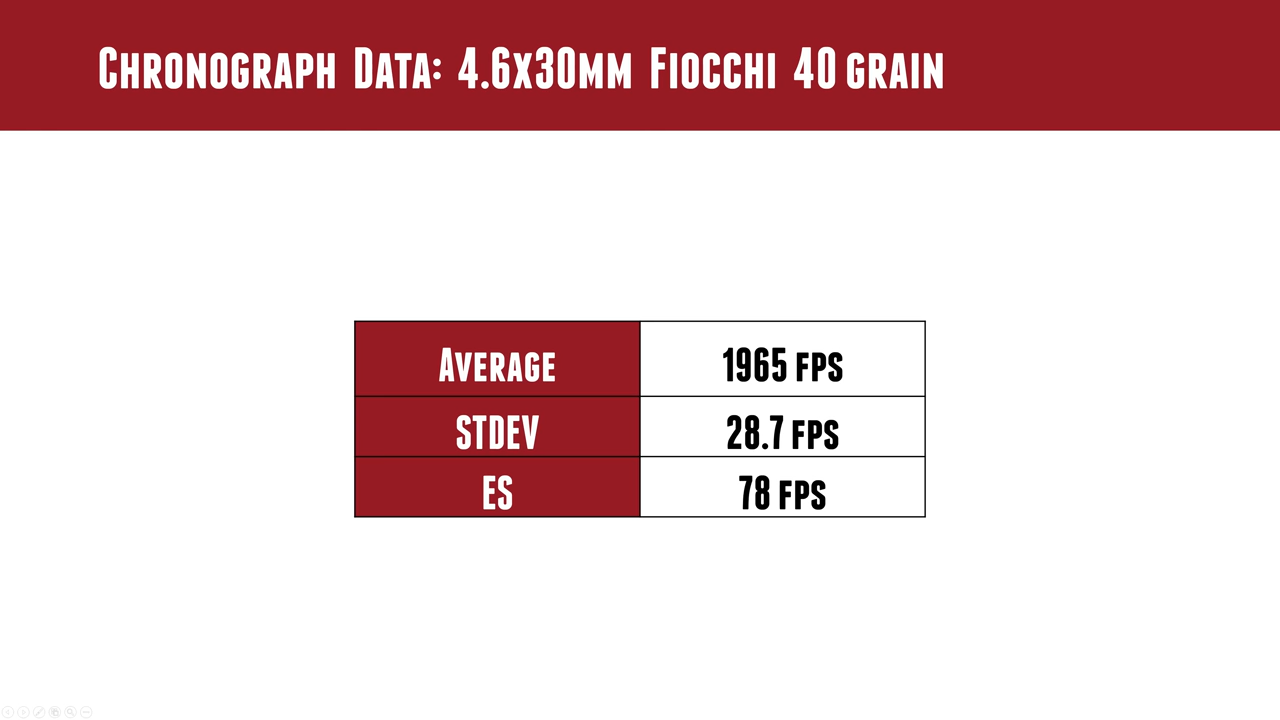 Chronograph Data: 4.6x30mm Fiocchi 40 grain
Average 1965 fps
STDEV 28.7 fps
ES 78 fps